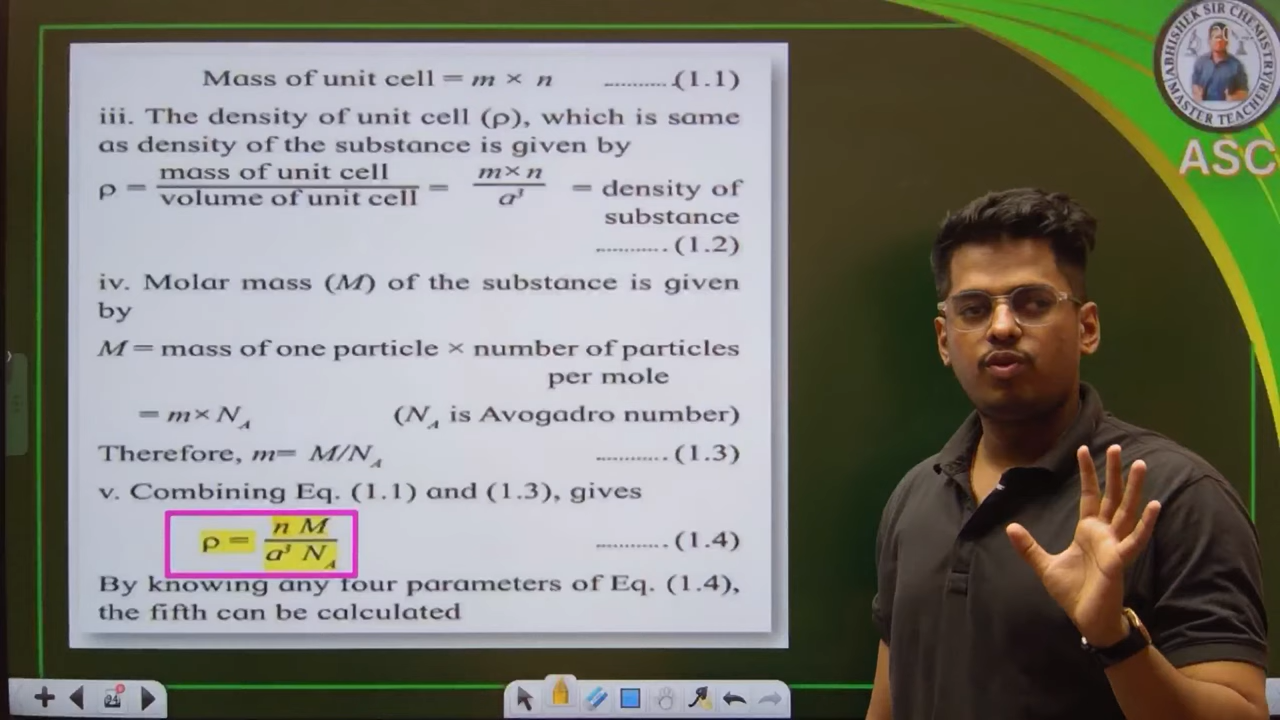 Mass of unit cell = m × n ...........(1.1)
iii. The density of unit cell (ρ), which is same
as density of the substance is given by
ρ = mass of unit cell / volume of unit cell = m× n / a³ = density of
substance
...........(1.2)
iv. Molar mass (M) of the substance is given
by
M = mass of one particle × number of particles
per mole
= m× N_A (N_A is Avogadro number)
Therefore, m= M/N_A ...........(1.3)
v. Combining Eq. (1.1) and (1.3), gives
ρ = n M / a³ N_A ...........(1.4)
By knowing any four parameters of Eq. (1.4),
the fifth can be calculated
ABHISHEK SIR CHEMISTRY
MASTER TEACHER
ASC